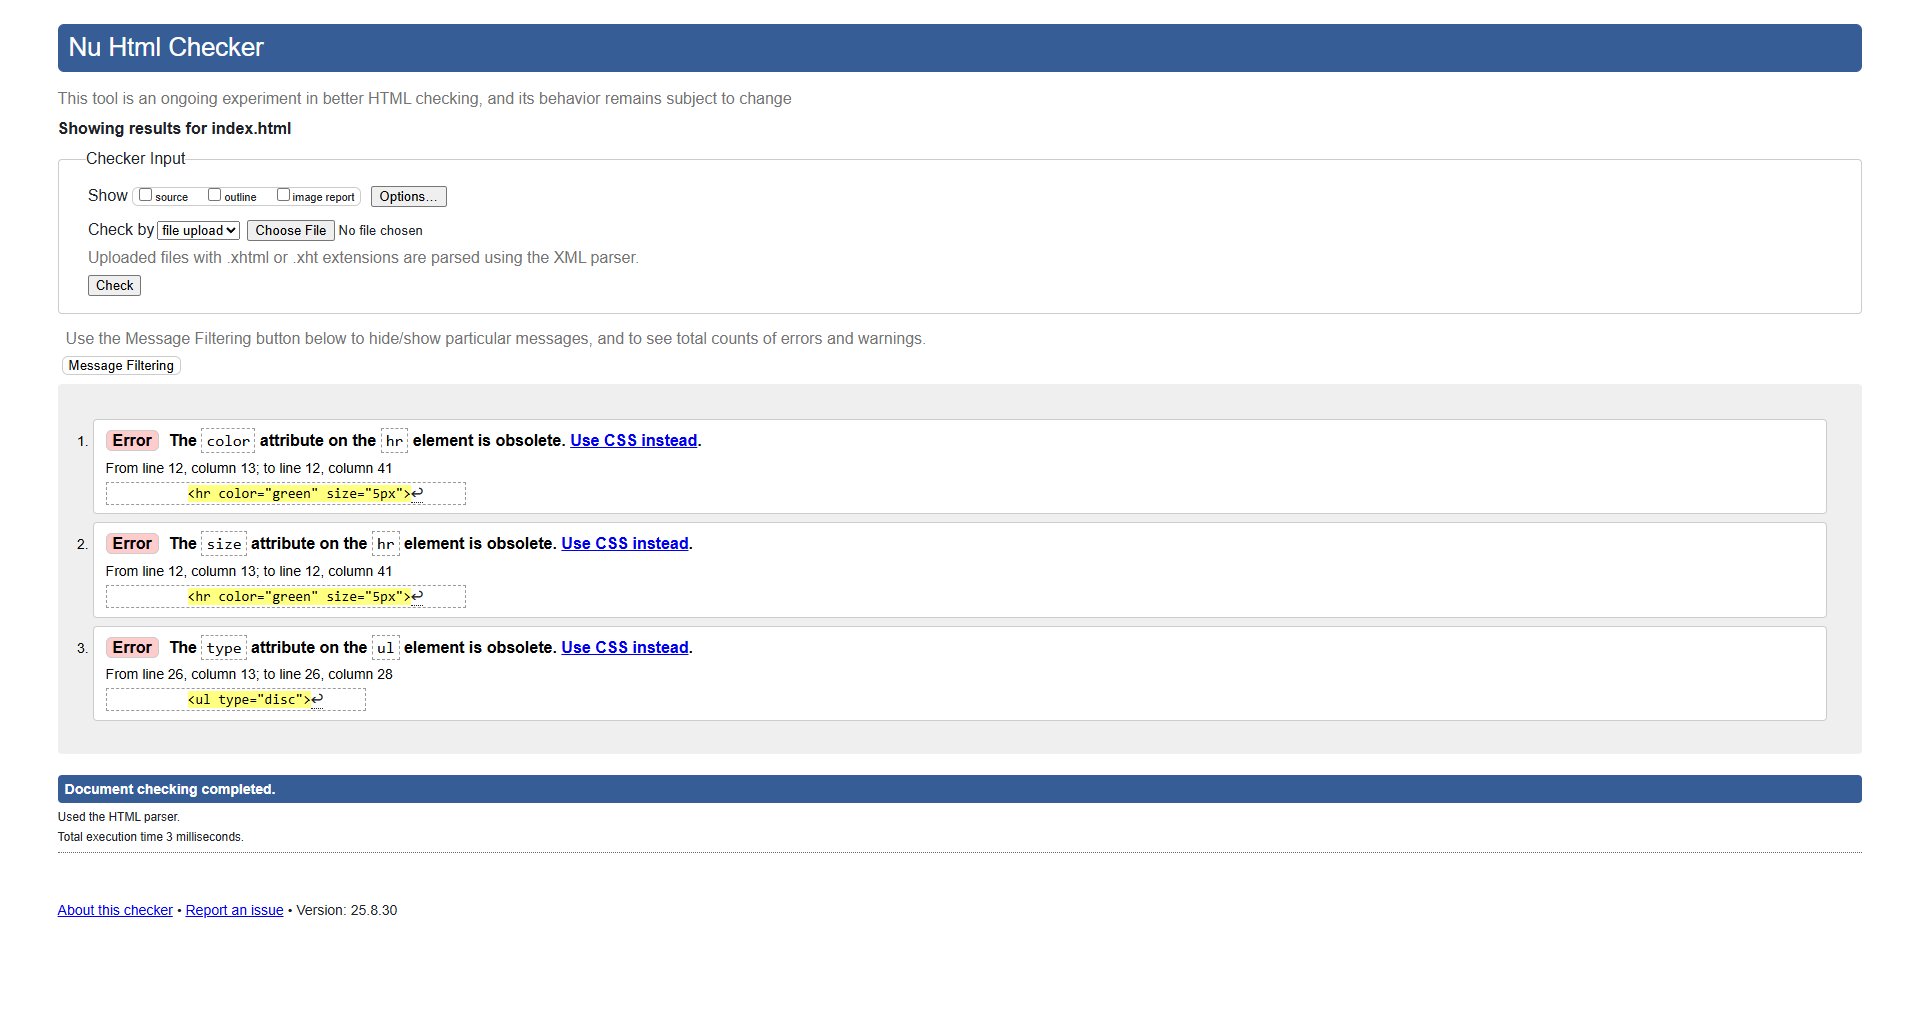 Nu Html Checker
This tool is an ongoing experiment in better HTML checking, and its behavior remains subject to change
Showing results for index.html
Checker Input
Show source outline image report Options...
Check by file upload Choose File No file chosen
Uploaded files with .xhtml or .xht extensions are parsed using the XML parser.
Check
Use the Message Filtering button below to hide/show particular messages, and to see total counts of errors and warnings.
Message Filtering
1. Error The color attribute on the hr element is obsolete. Use CSS instead.
From line 12, column 13; to line 12, column 41
<hr color="green" size="5px">↩
2. Error The size attribute on the hr element is obsolete. Use CSS instead.
From line 12, column 13; to line 12, column 41
<hr color="green" size="5px">↩
3. Error The type attribute on the ul element is obsolete. Use CSS instead.
From line 26, column 13; to line 26, column 28
<ul type="disc">↩
Document checking completed.
Used the HTML parser.
Total execution time 3 milliseconds.
About this checker • Report an issue • Version: 25.8.30